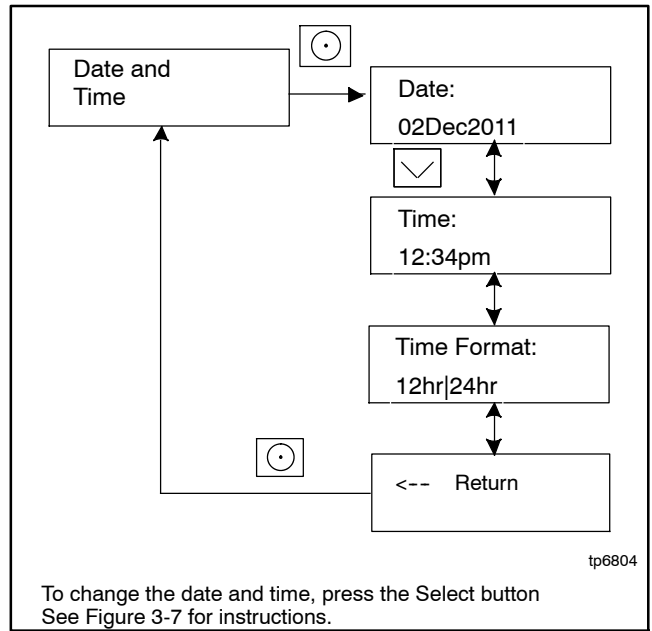 Date and
Time
Date:
02Dec2011
Time:
12:34pm
Time Format:
12hr|24hr
<-- Return
tp6804
To change the date and time, press the Select button
See Figure 3-7 for instructions.